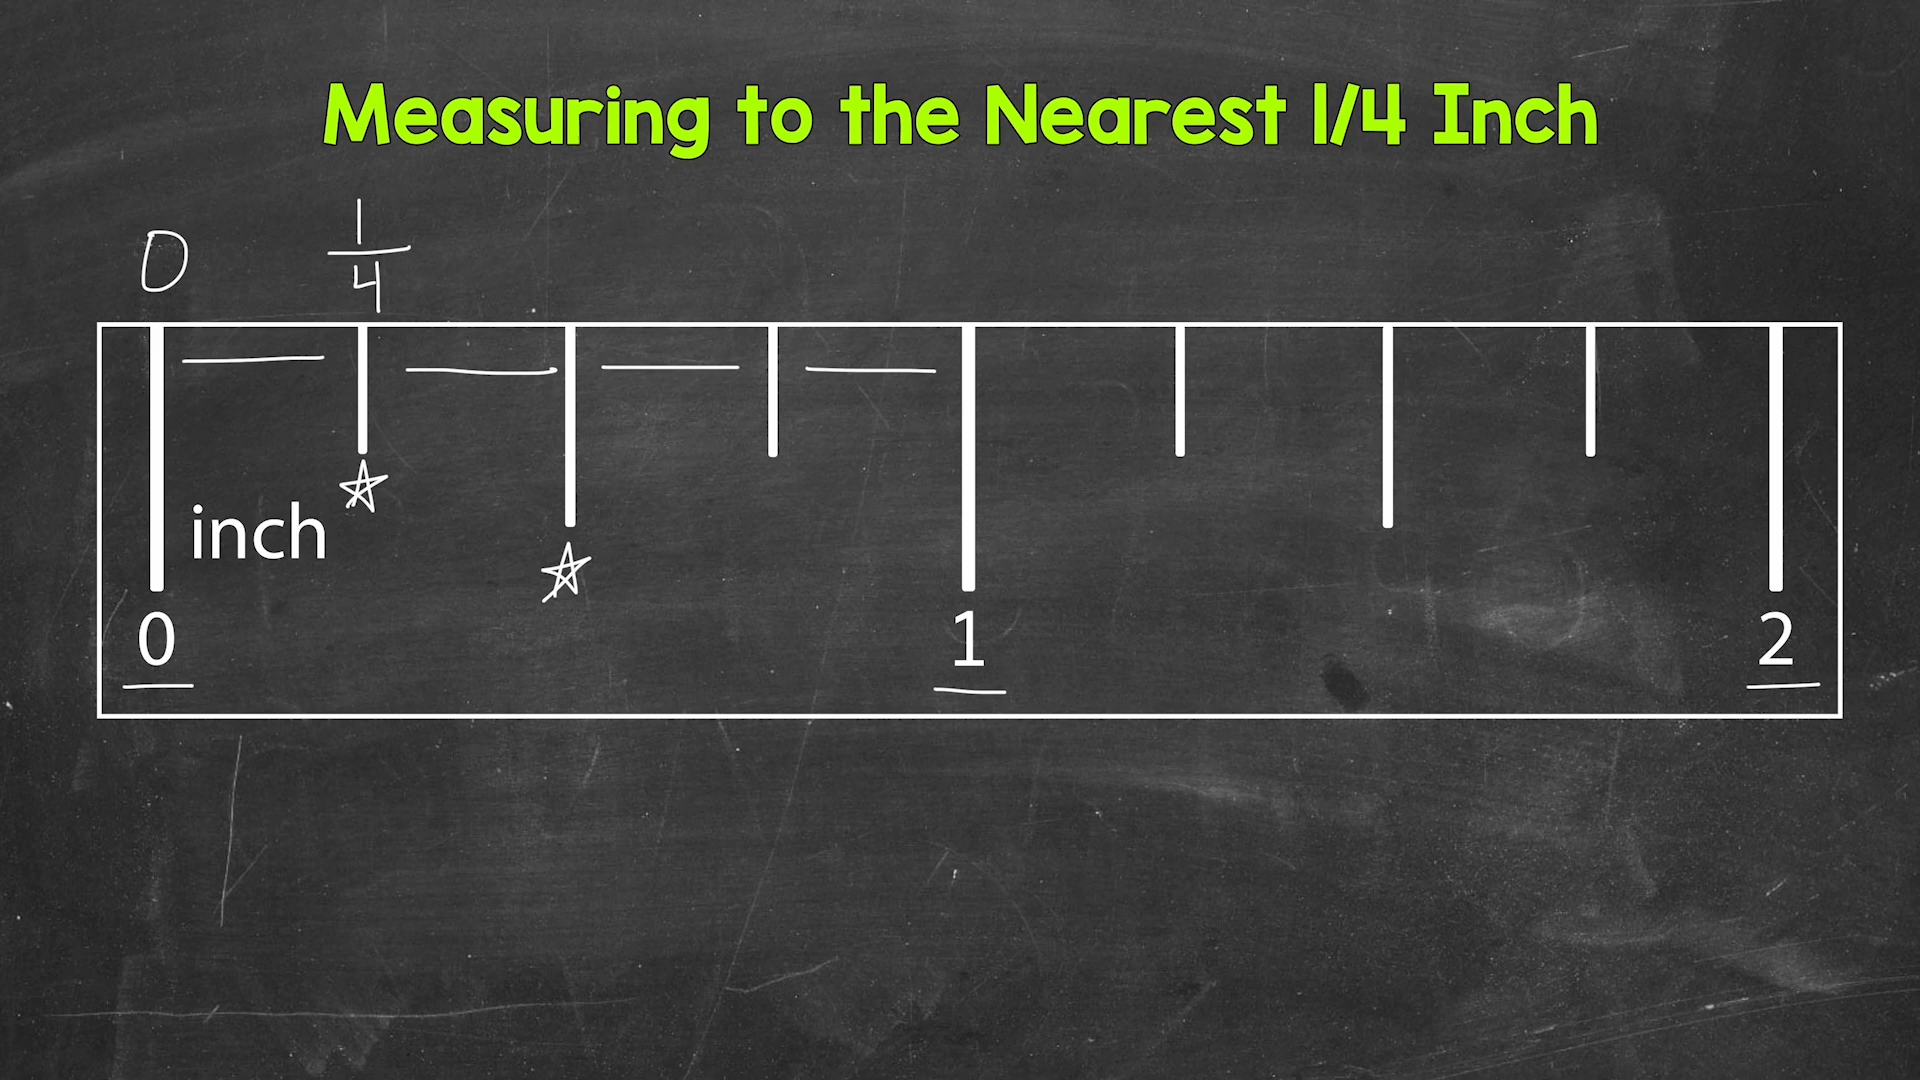 Measuring to the Nearest 1/4 Inch
0 1/4
inch
0 1 2